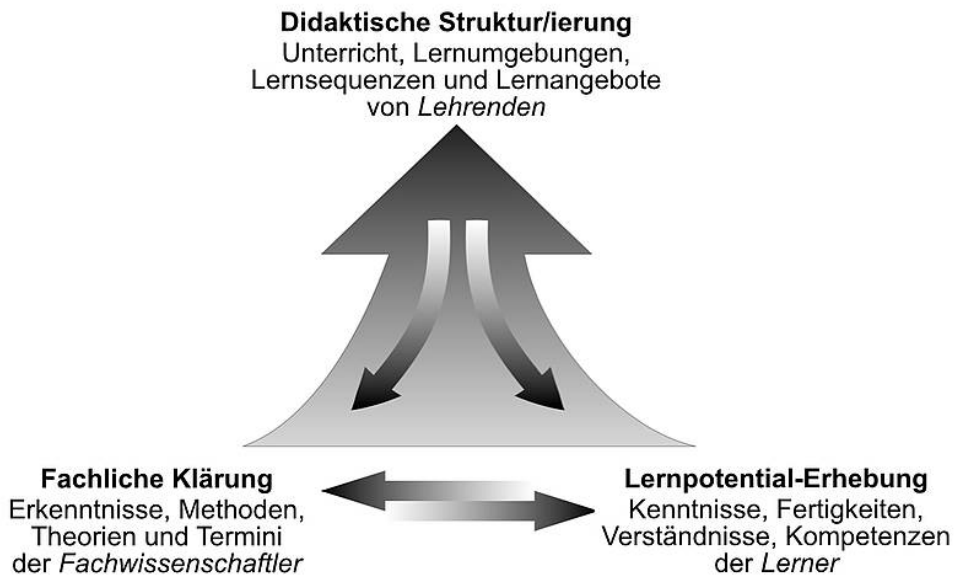 Didaktische Struktur/ierung
Unterricht, Lernumgebungen,
Lernsequenzen und Lernangebote
von Lehrenden
Fachliche Klärung
Erkenntnisse, Methoden,
Theorien und Termini
der Fachwissenschaftler
Lernpotential-Erhebung
Kenntnisse, Fertigkeiten,
Verständnisse, Kompetenzen
der Lerner